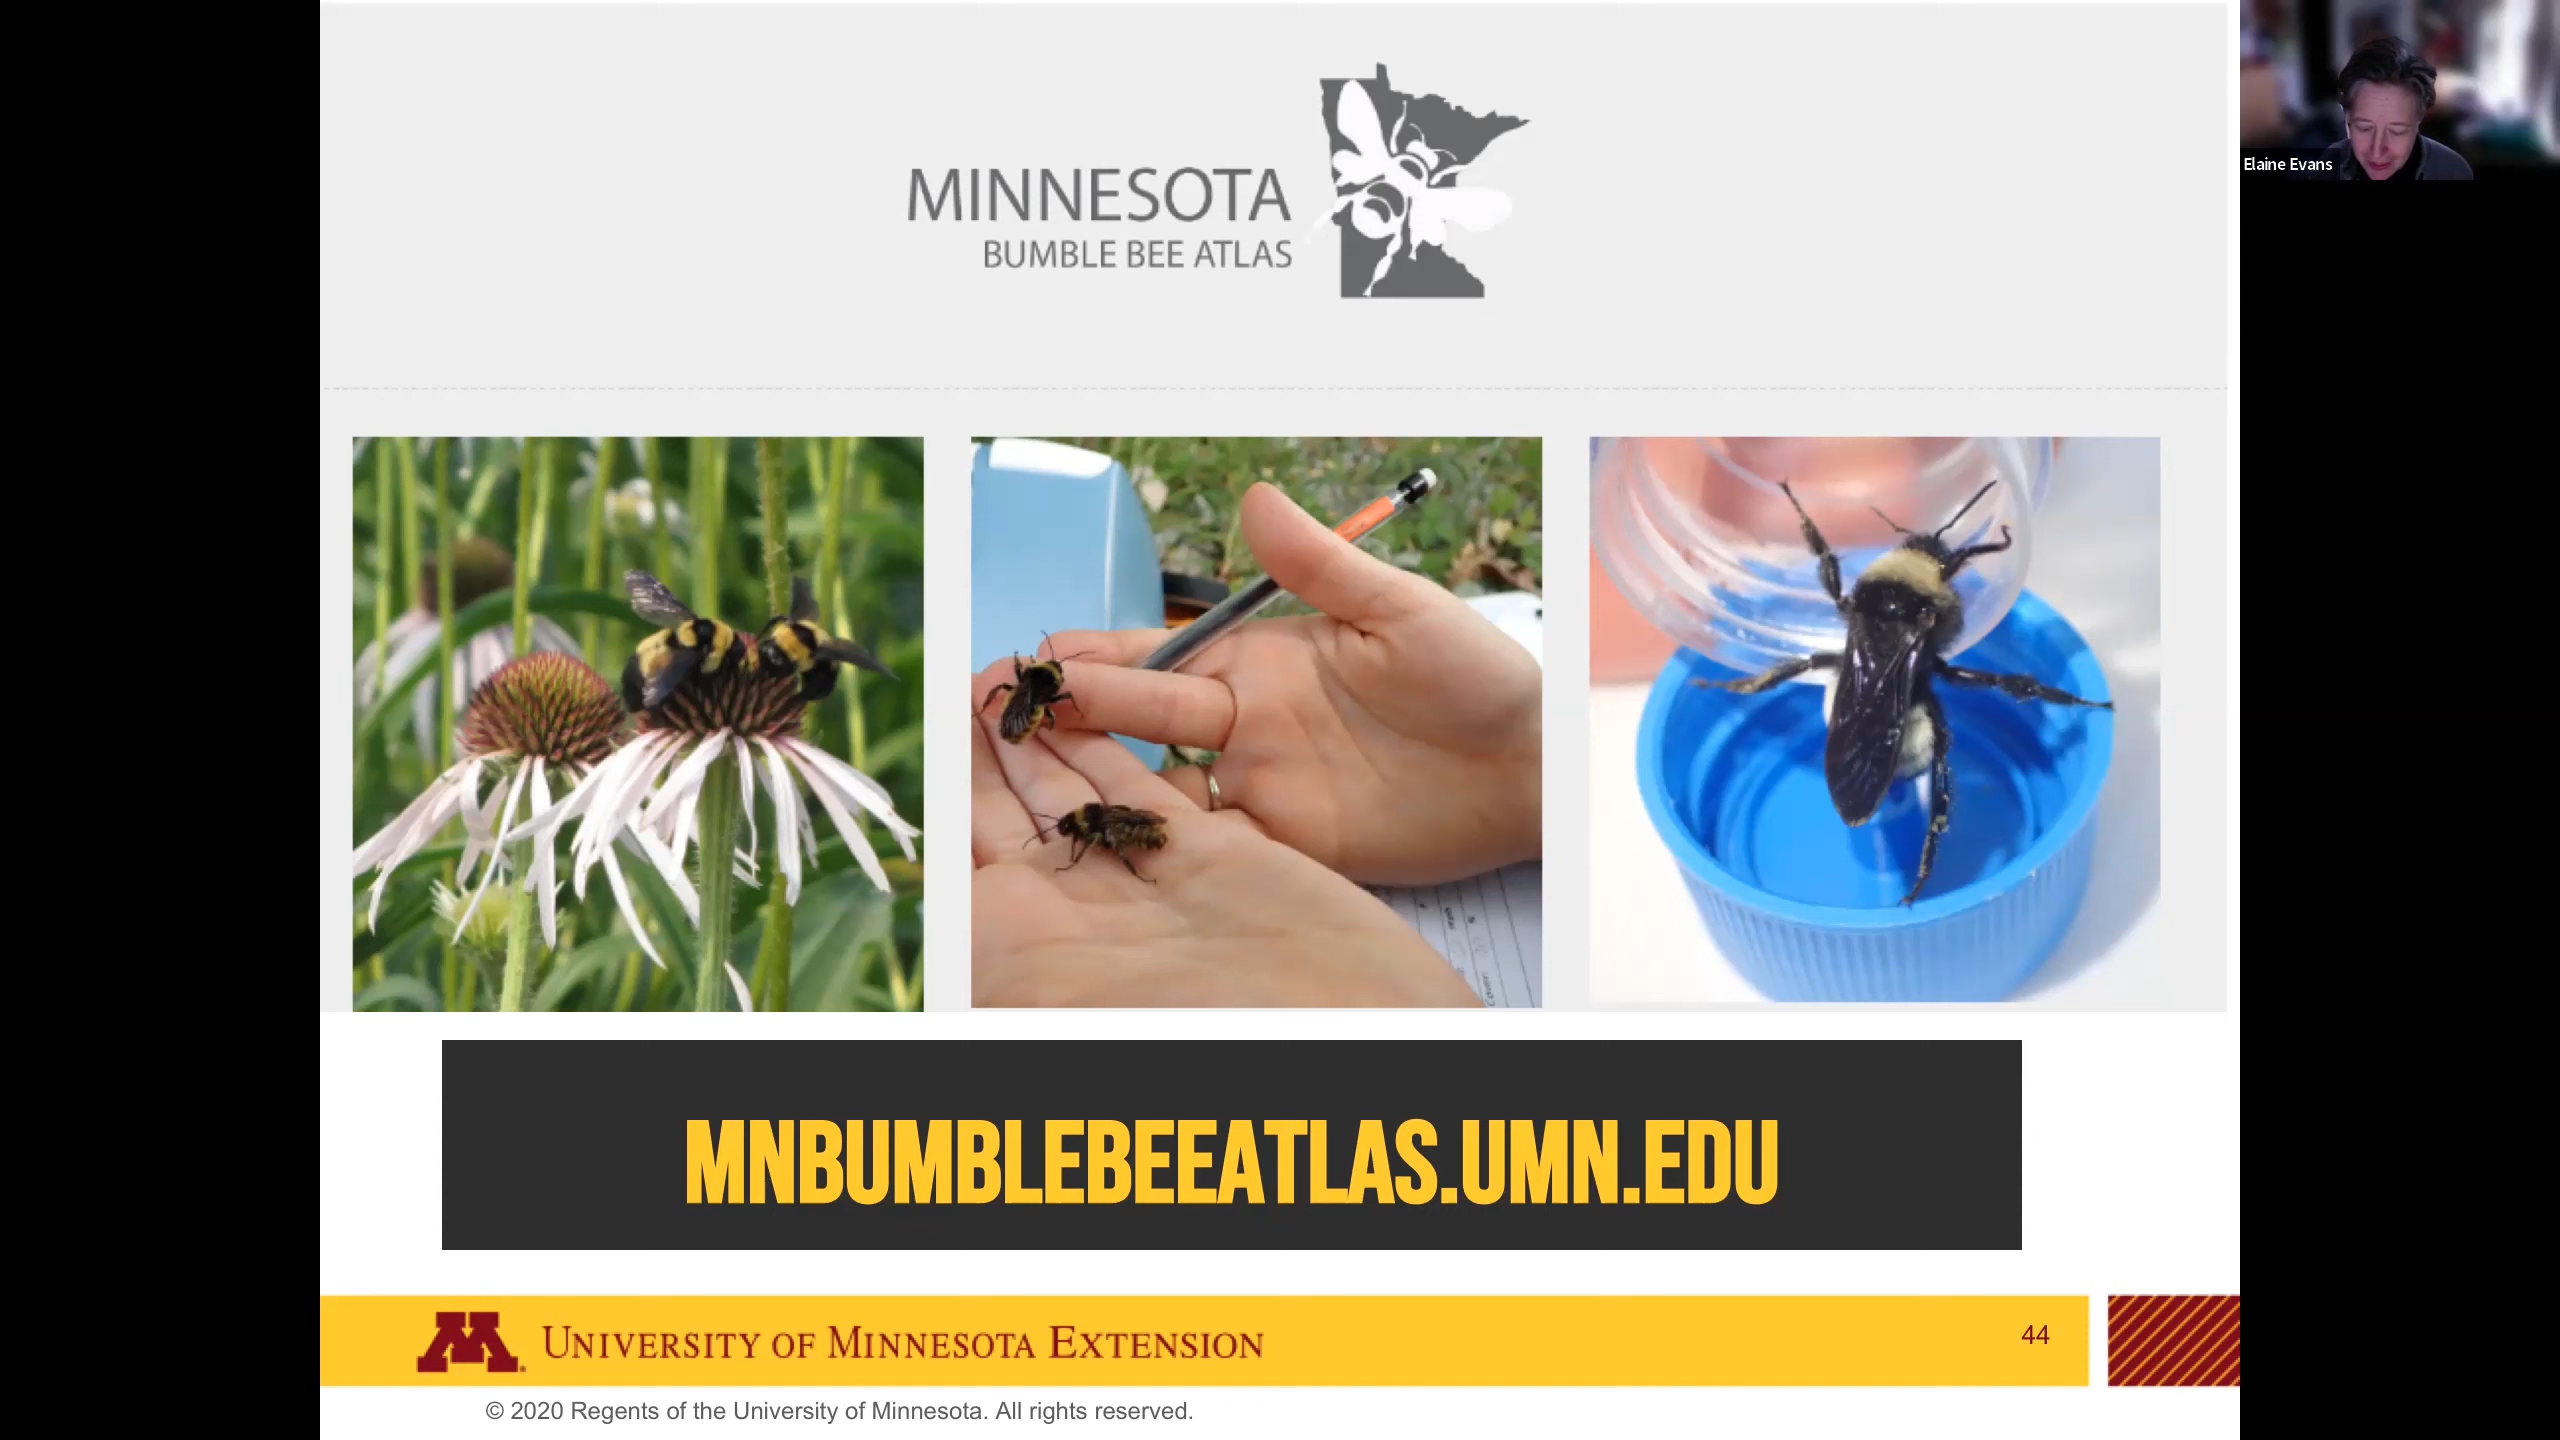 MINNESOTA
BUMBLE BEE ATLAS
Elaine Evans
MNBUMBLEBEEATLAS.UMN.EDU
M
UNIVERSITY OF MINNESOTA EXTENSION
44
© 2020 Regents of the University of Minnesota. All rights reserved.